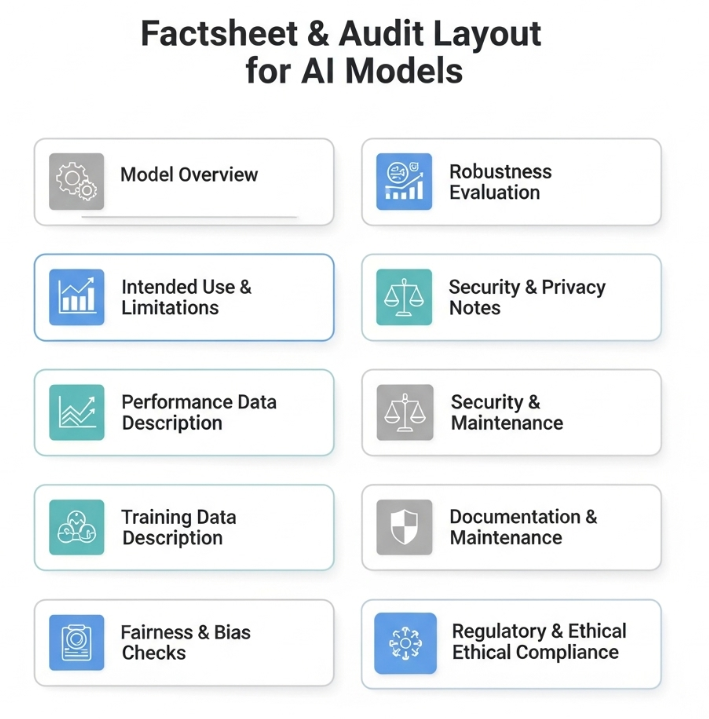 Factsheet & Audit Layout
for AI Models
Model Overview
Intended Use &
Limitations
Performance Data
Description
Training Data
Description
Fairness & Bias
Checks
Robustness
Evaluation
Security & Privacy
Notes
Security &
Maintenance
Documentation &
Maintenance
Regulatory & Ethical
Ethical Compliance